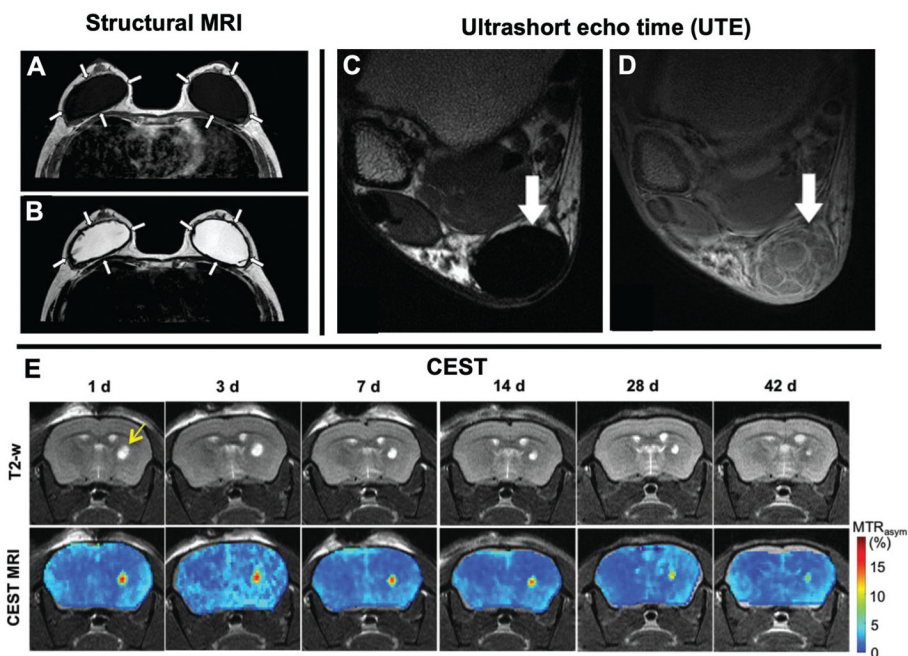 Structural MRI
Ultrashort echo time (UTE)
A
B
C
D
E
CEST
1 d 3 d 7 d 14 d 28 d 42 d
T2-w
CEST MRI
MTRasym
(%)
15
10
5
0